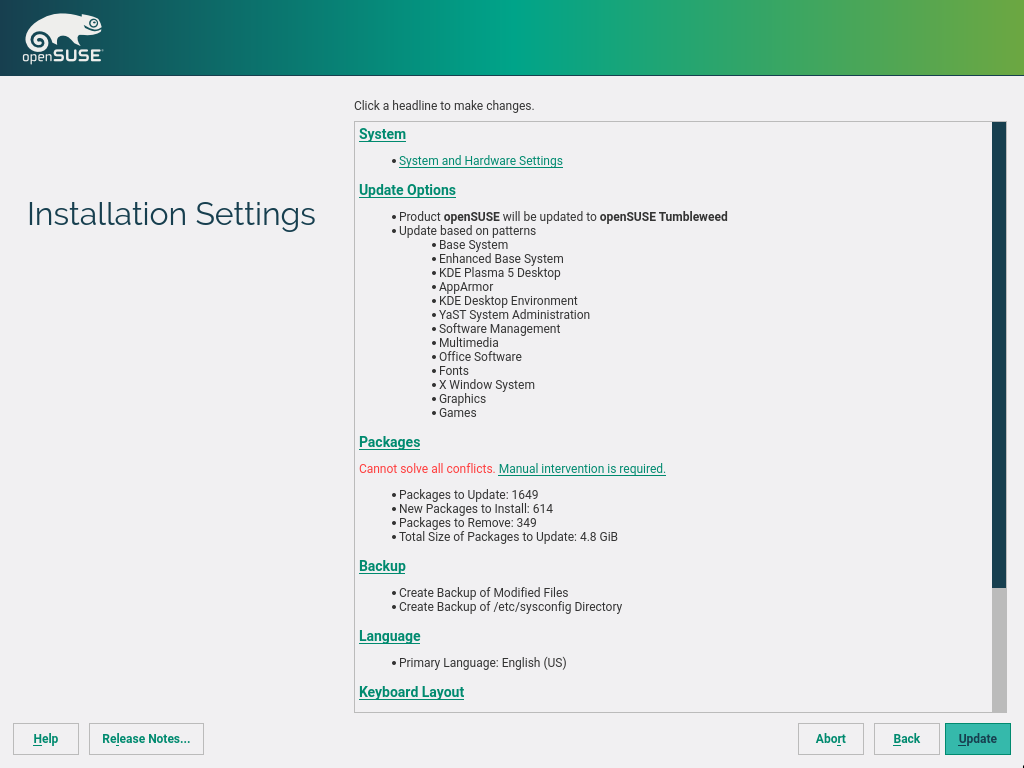 openSUSE
Click a headline to make changes.
Installation Settings
System
• System and Hardware Settings
Update Options
• Product openSUSE will be updated to openSUSE Tumbleweed
• Update based on patterns
• Base System
• Enhanced Base System
• KDE Plasma 5 Desktop
• AppArmor
• KDE Desktop Environment
• YaST System Administration
• Software Management
• Multimedia
• Office Software
• Fonts
• X Window System
• Graphics
• Games
Packages
Cannot solve all conflicts. Manual intervention is required.
• Packages to Update: 1649
• New Packages to Install: 614
• Packages to Remove: 349
• Total Size of Packages to Update: 4.8 GiB
Backup
• Create Backup of Modified Files
• Create Backup of /etc/sysconfig Directory
Language
• Primary Language: English (US)
Keyboard Layout
Help Release Notes... Abort Back Update